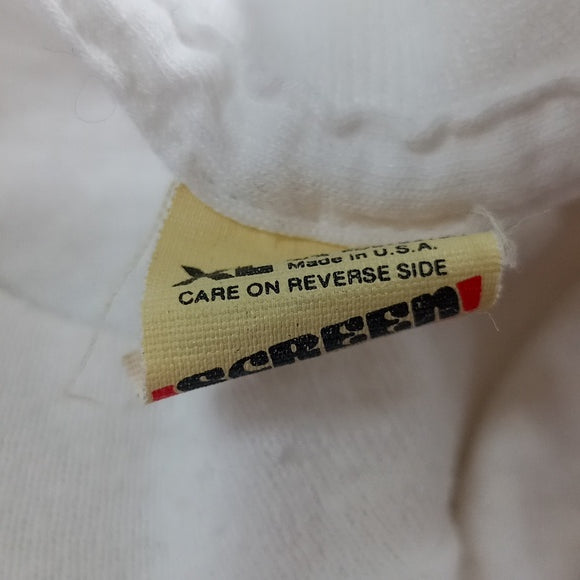 XL
Made in U.S.A.
CARE ON REVERSE SIDE
SCREEN